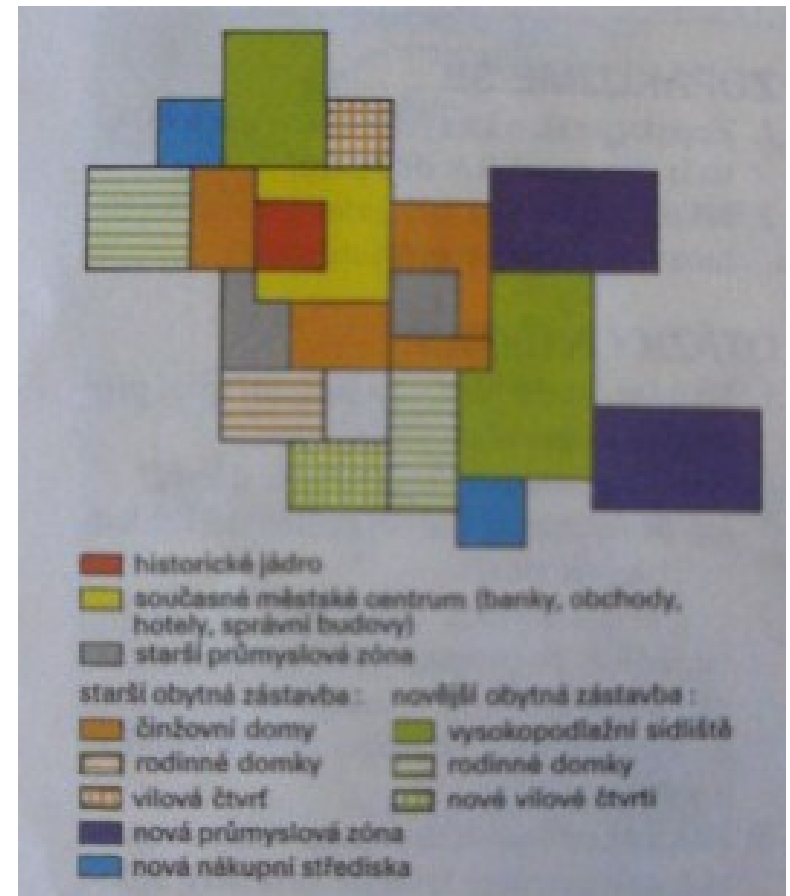 historické jádro
současné městské centrum (banky, obchody,
hotely, správní budovy)
starší průmyslová zóna
starší obytná zástavba :
činžovní domy
rodinné domky
vilová čtvrť
novější obytná zástavba :
vysokopodlažní sídliště
rodinné domky
nové vilové čtvrti
nová průmyslová zóna
nová nákupní střediska